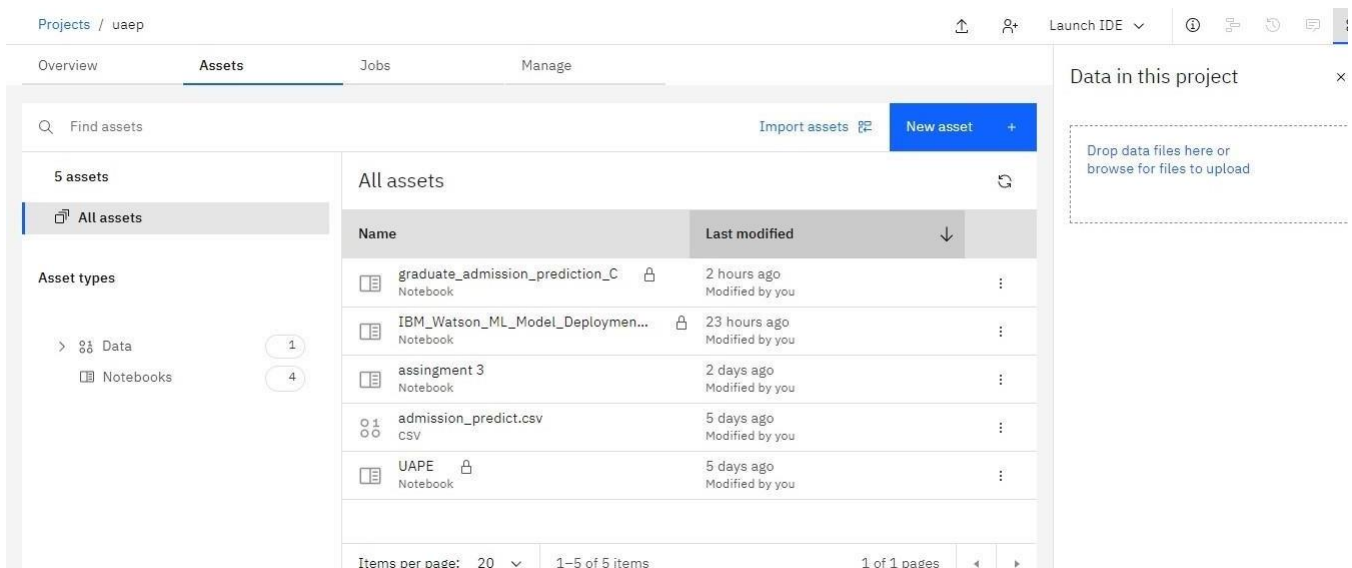 Projects / uaep
Launch IDE
Overview
Assets
Jobs
Manage
Find assets
Import assets
New asset +
5 assets
All assets
Asset types
Data 1
Notebooks 4
All assets
Name
Last modified
graduate_admission_prediction_C
Notebook
2 hours ago
Modified by you
IBM_Watson_ML_Model_Deploymen...
Notebook
23 hours ago
Modified by you
assingment 3
Notebook
2 days ago
Modified by you
admission_predict.csv
CSV
5 days ago
Modified by you
UAPE
Notebook
5 days ago
Modified by you
Items per page: 20
1–5 of 5 items
1 of 1 pages
Data in this project
Drop data files here or
browse for files to upload